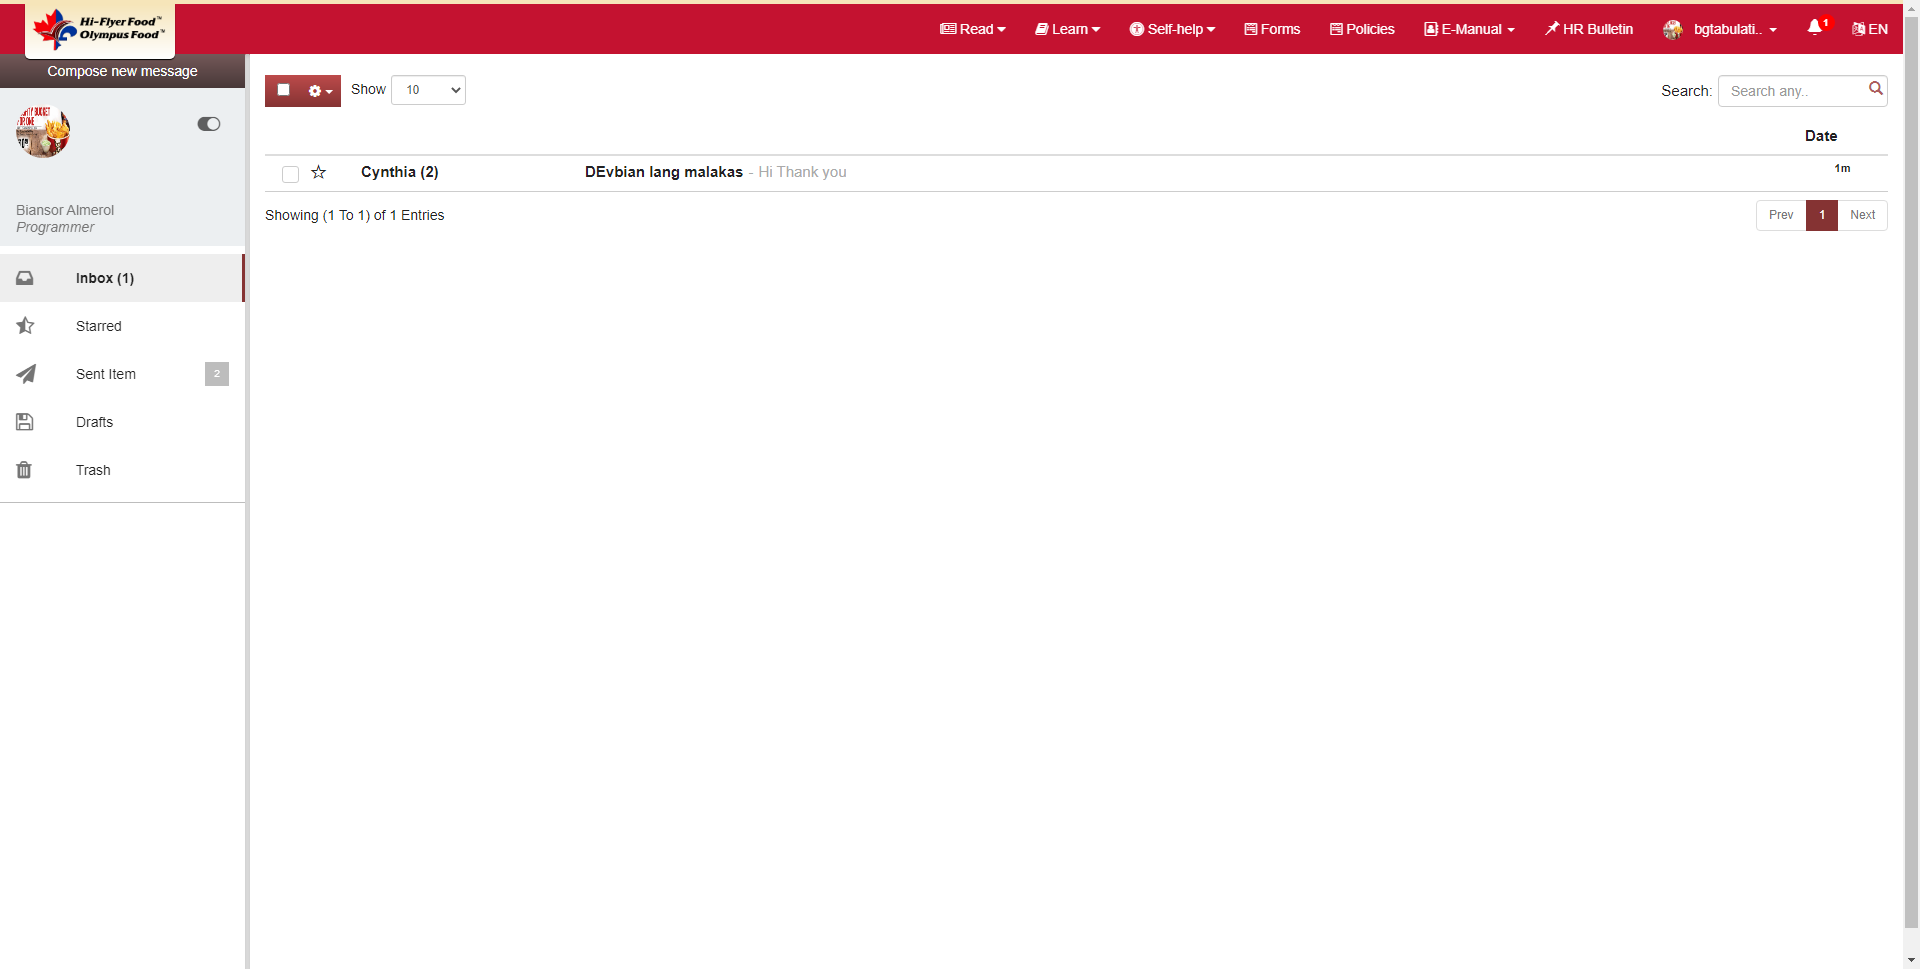 Hi-Flyer Food™
Olympus Food™
Read
Learn
Self-help
Forms
Policies
E-Manual
HR Bulletin
bgtabulati..
1
EN
Compose new message
Biansor Almerol
Programmer
Inbox (1)
Starred
Sent Item 2
Drafts
Trash
Show 10
Search: Search any..
Date
Cynthia (2) DEvbian lang malakas - Hi Thank you 1m
Showing (1 To 1) of 1 Entries
Prev 1 Next